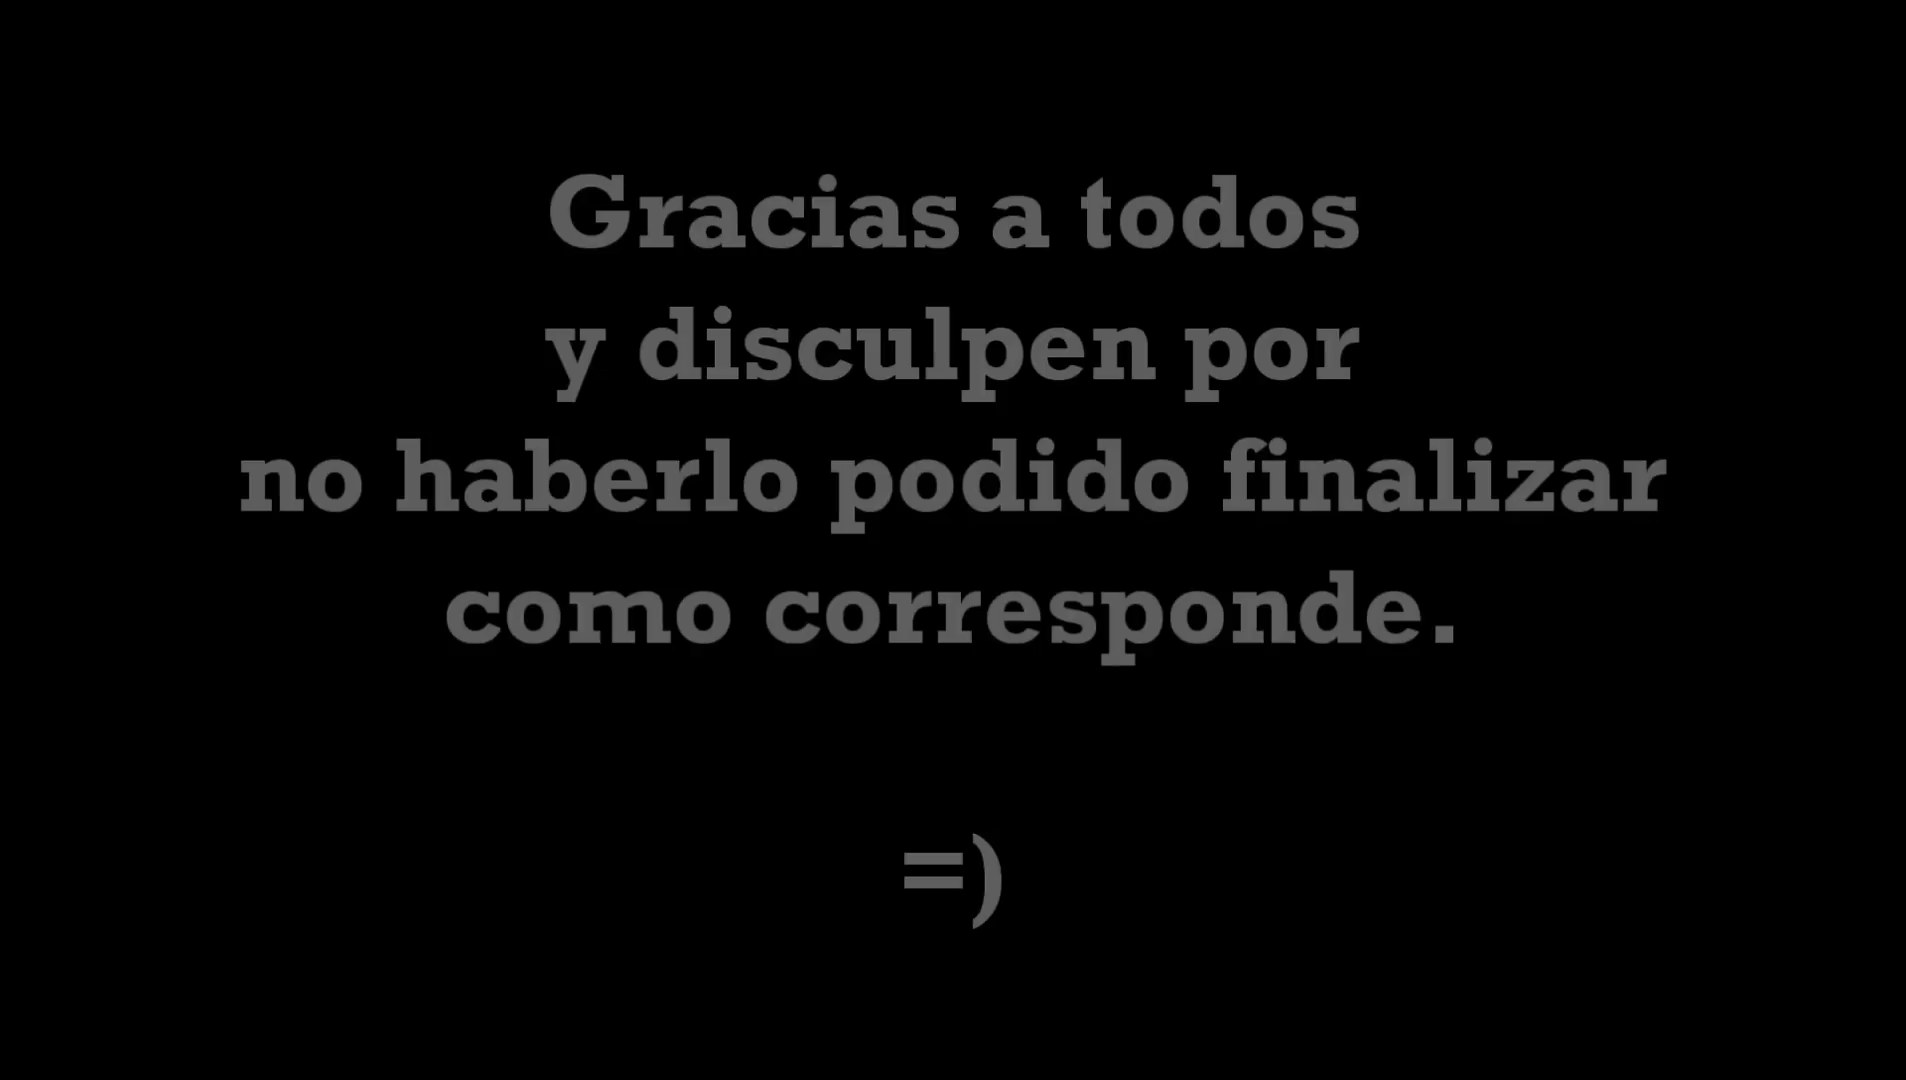 Gracias a todos
y disculpen por
no haberlo podido finalizar
como corresponde.
=)